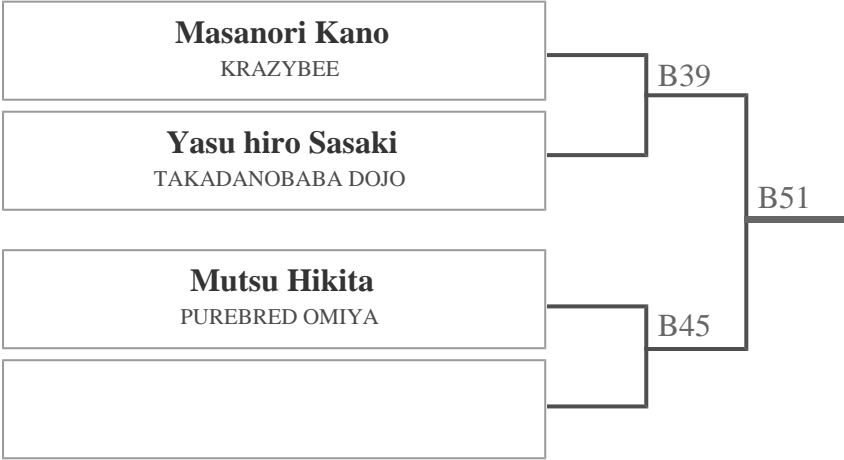 Masanori Kano
KRAZYBEE
B39
Yasu hiro Sasaki
TAKADANOBABA DOJO
B51
Mutsu Hikita
PUREBRED OMIYA
B45